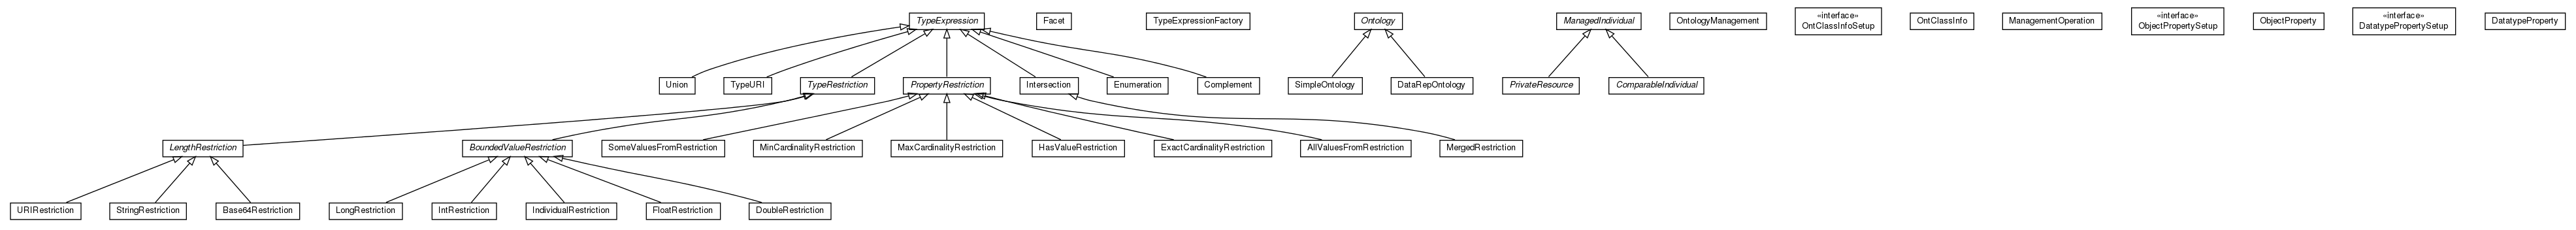 TypeExpression
Facet
TypeExpressionFactory
Ontology
ManagedIndividual
OntologyManagement
«interface»
OntClassInfoSetup
OntClassInfo
ManagementOperation
«interface»
ObjectPropertySetup
ObjectProperty
«interface»
DatatypePropertySetup
DatatypeProperty
Union
TypeURI
TypeRestriction
PropertyRestriction
Intersection
Enumeration
Complement
SimpleOntology
DataRepOntology
PrivateResource
ComparableIndividual
LengthRestriction
BoundedValueRestriction
SomeValuesFromRestriction
MinCardinalityRestriction
MaxCardinalityRestriction
HasValueRestriction
ExactCardinalityRestriction
AllValuesFromRestriction
MergedRestriction
URIRestriction
StringRestriction
Base64Restriction
LongRestriction
IntRestriction
IndividualRestriction
FloatRestriction
DoubleRestriction